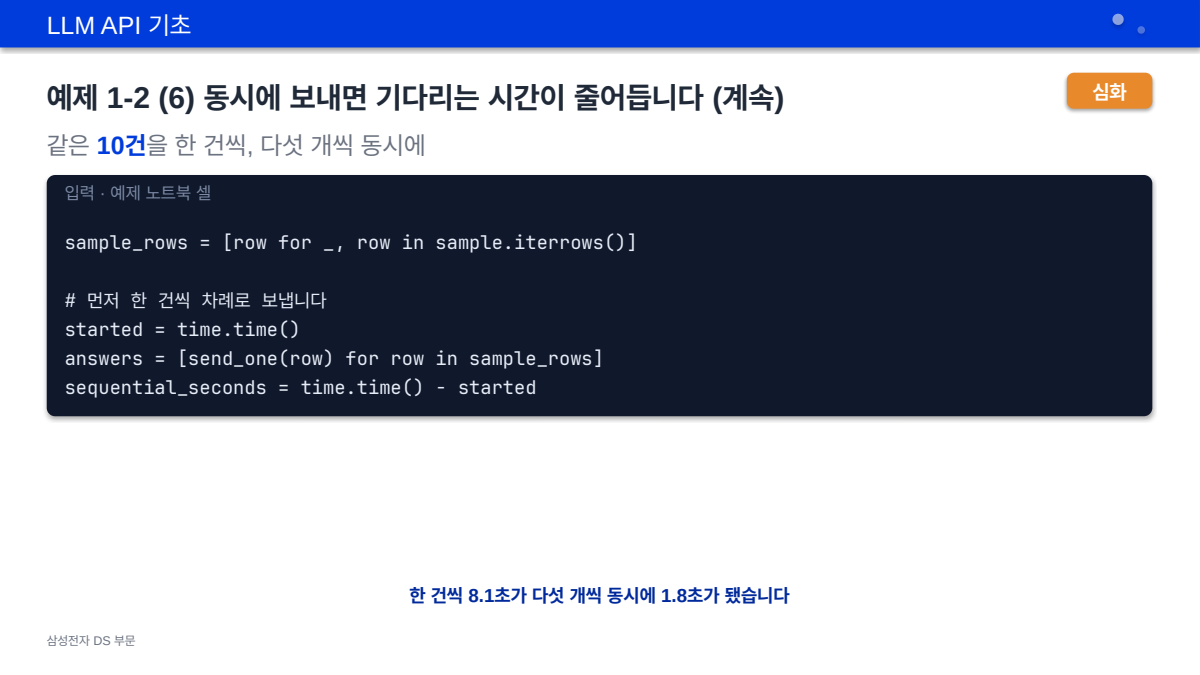 LLM API 기초
예제 1-2 (6) 동시에 보내면 기다리는 시간이 줄어듭니다 (계속)
심화
같은 10건을 한 건씩, 다섯 개씩 동시에
입력 · 예제 노트북 셀
sample_rows = [row for _, row in sample.iterrows()]
# 먼저 한 건씩 차례로 보냅니다
started = time.time()
answers = [send_one(row) for row in sample_rows]
sequential_seconds = time.time() - started
한 건씩 8.1초가 다섯 개씩 동시에 1.8초가 됐습니다
삼성전자 DS 부문